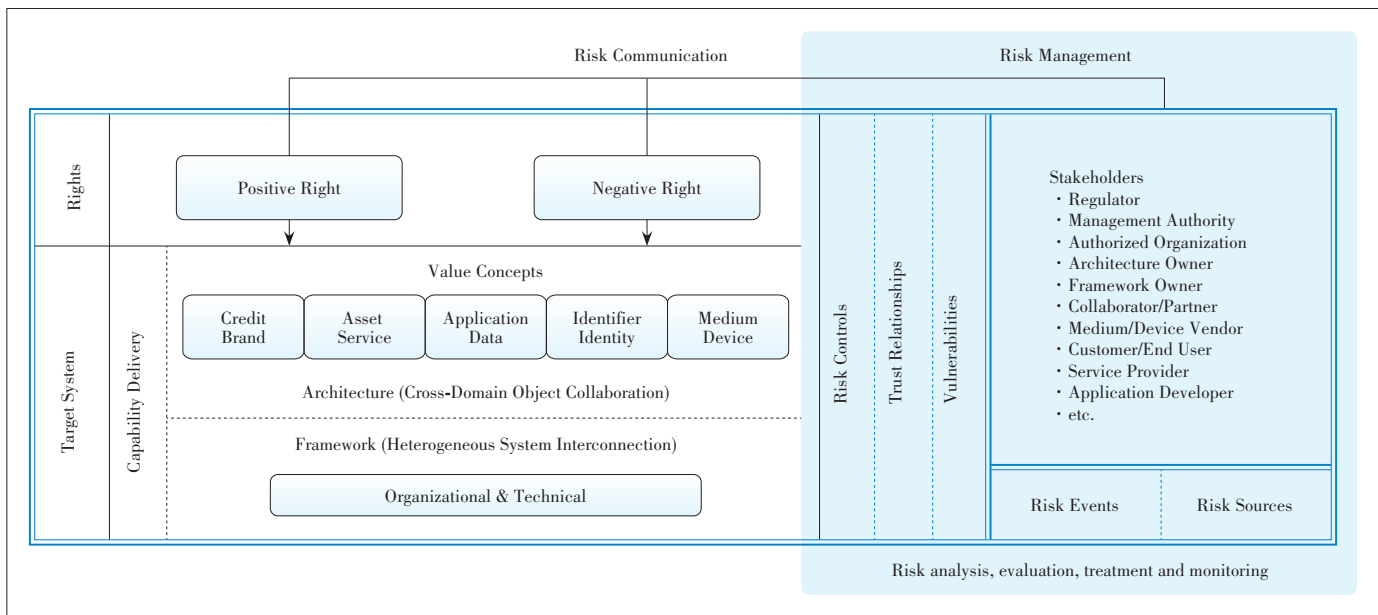 Risk Communication
Risk Management
Rights
Positive Right
Negative Right
Target System
Capability Delivery
Value Concepts
Credit
Brand
Asset
Service
Application
Data
Identifier
Identity
Medium
Device
Architecture (Cross-Domain Object Collaboration)
Framework (Heterogeneous System Interconnection)
Organizational & Technical
Risk Controls
Trust Relationships
Vulnerabilities
Stakeholders
· Regulator
· Management Authority
· Authorized Organization
· Architecture Owner
· Framework Owner
· Collaborator/Partner
· Medium/Device Vendor
· Customer/End User
· Service Provider
· Application Developer
· etc.
Risk Events
Risk Sources
Risk analysis, evaluation, treatment and monitoring